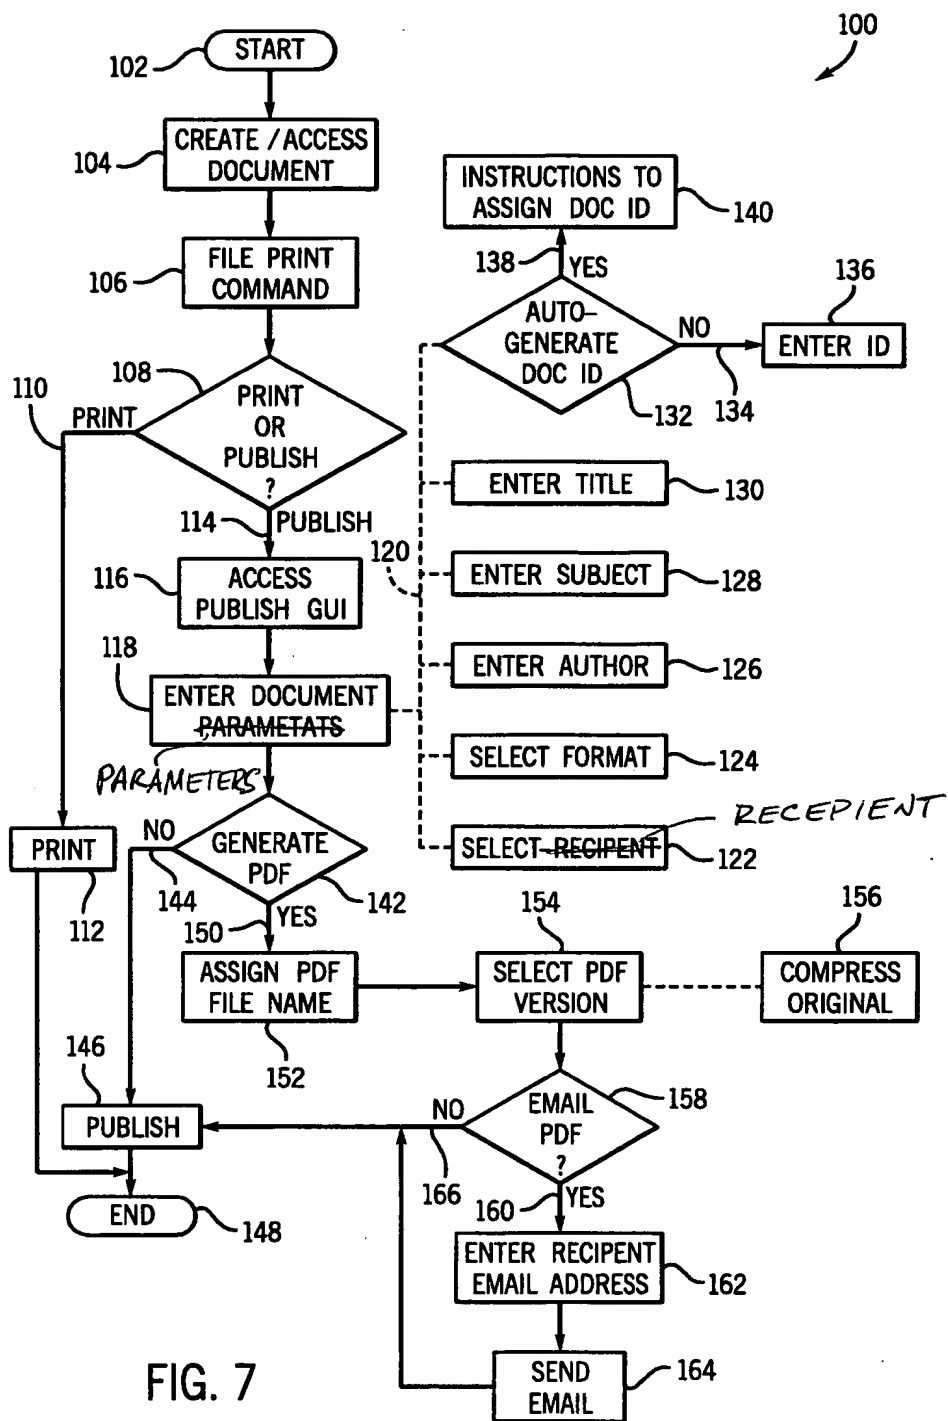 100
START
102
CREATE / ACCESS
DOCUMENT
104
INSTRUCTIONS TO
ASSIGN DOC ID
140
FILE PRINT
COMMAND
106
138
YES
136
AUTO-
GENERATE
DOC ID
NO
ENTER ID
132
134
108
110
PRINT
PRINT
OR
PUBLISH
?
ENTER TITLE
130
114
PUBLISH
120
116
ACCESS
PUBLISH GUI
ENTER SUBJECT
128
118
ENTER DOCUMENT
PARAMETATS
PARAMETERS
ENTER AUTHOR
126
SELECT FORMAT
124
SELECT RECIPENT
RECEPIENT
122
PRINT
112
NO
144
GENERATE
PDF
142
150
YES
154
156
ASSIGN PDF
FILE NAME
152
SELECT PDF
VERSION
COMPRESS
ORIGINAL
146
PUBLISH
NO
166
EMAIL
PDF
?
158
END
148
160
YES
ENTER RECIPENT
EMAIL ADDRESS
162
SEND
EMAIL
164
FIG. 7